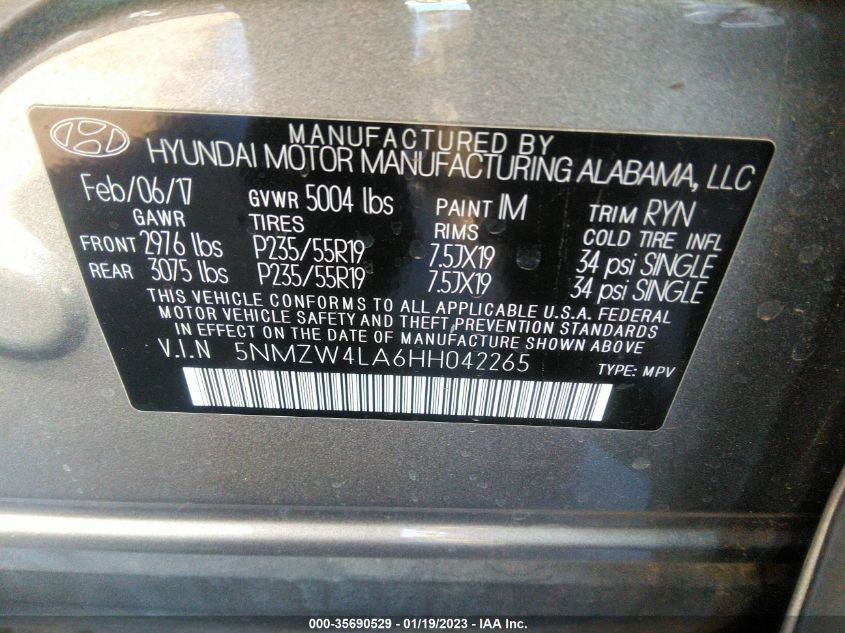 MANUFACTURED BY
HYUNDAI MOTOR MANUFACTURING ALABAMA, LLC
Feb/06/17 GVWR 5004 lbs PAINT IM TRIM RYN
GAWR TIRES RIMS COLD TIRE INFL
FRONT 2976 lbs P235/55R19 7.5JX19 34 psi SINGLE
REAR 3075 lbs P235/55R19 7.5JX19 34 psi SINGLE
THIS VEHICLE CONFORMS TO ALL APPLICABLE U.S.A. FEDERAL
MOTOR VEHICLE SAFETY AND THEFT PREVENTION STANDARDS
IN EFFECT ON THE DATE OF MANUFACTURE SHOWN ABOVE
V.I.N 5NMZW4LA6HH042265 TYPE: MPV
000-35690529 - 01/19/2023 - IAA Inc.